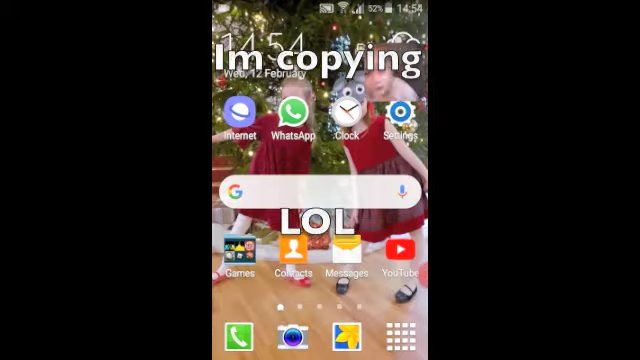 52% 14:54
14:54
Im copying
Wed, 12 February
Internet WhatsApp Clock Settings
LOL
Games Contacts Messages YouTube